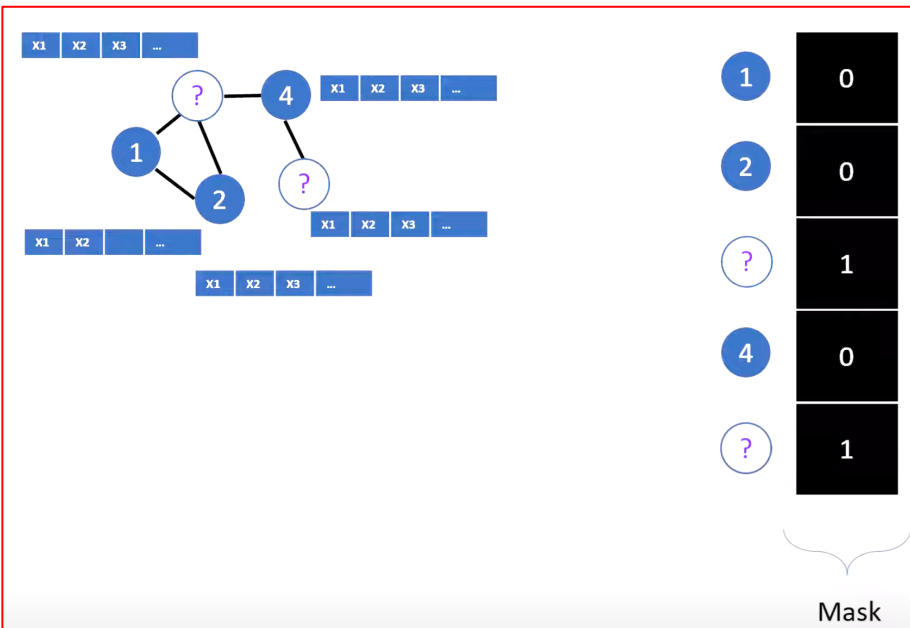 X1 X2 X3 ...
? 4
X1 X2 X3 ...
1
?
2
X1 X2 X3 ...
X1 X2 ...
X1 X2 X3 ...
1 0
2 0
? 1
4 0
? 1
Mask